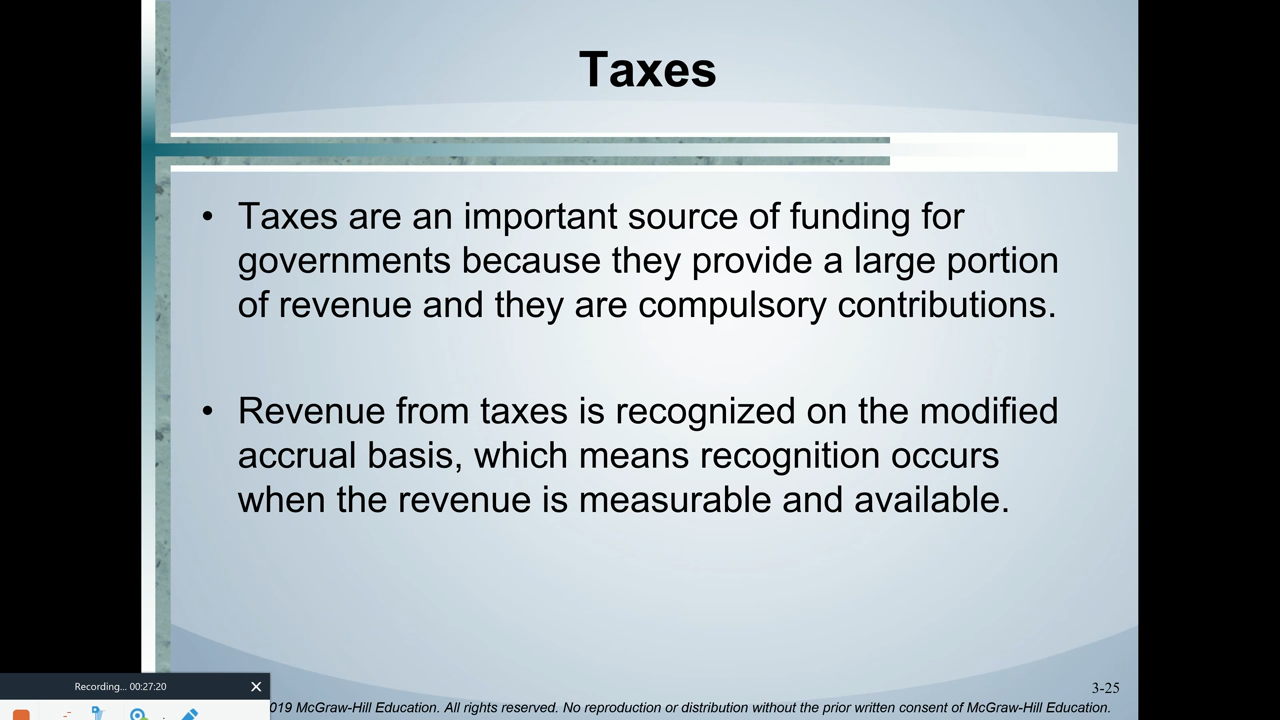 Taxes
• Taxes are an important source of funding for
governments because they provide a large portion
of revenue and they are compulsory contributions.
• Revenue from taxes is recognized on the modified
accrual basis, which means recognition occurs
when the revenue is measurable and available.
3-25
019 McGraw-Hill Education. All rights reserved. No reproduction or distribution without the prior written consent of McGraw-Hill Education.
Recording... 00:27:20